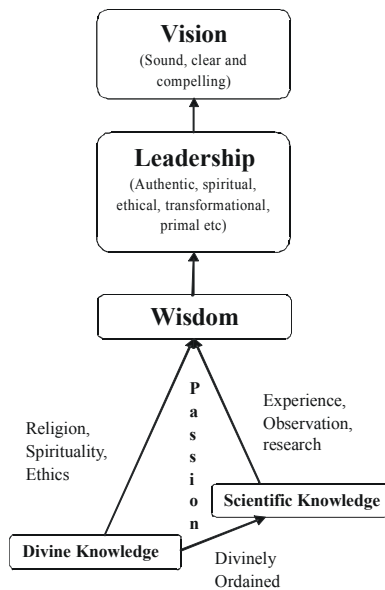 Vision
(Sound, clear and
compelling)
Leadership
(Authentic, spiritual,
ethical, transformational,
primal etc)
Wisdom
Passion
Religion,
Spirituality,
Ethics
Experience,
Observation,
research
Scientific Knowledge
Divine Knowledge
Divinely
Ordained